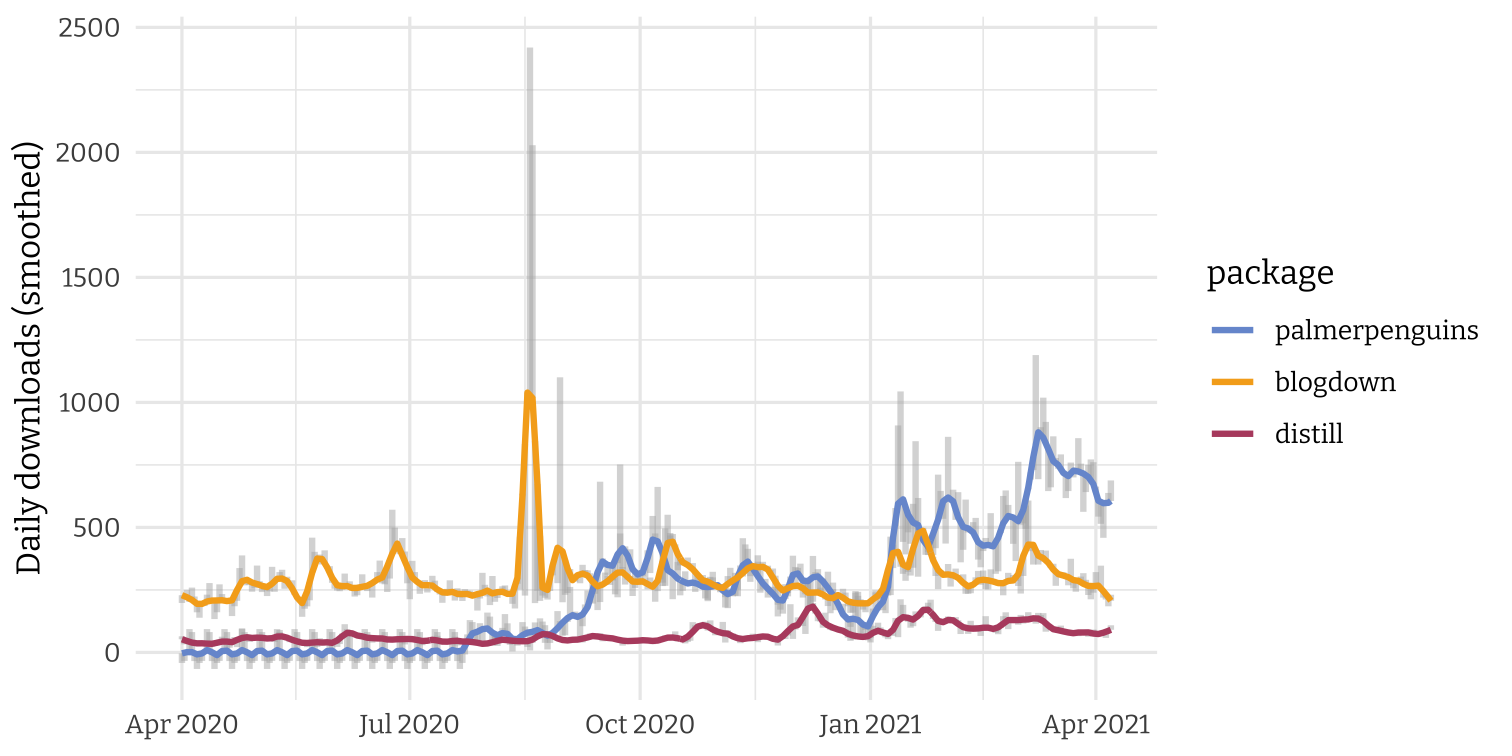 Daily downloads (smoothed)
2500
2000
1500
1000
500
0
Apr 2020
Jul 2020
Oct 2020
Jan 2021
Apr 2021
package
palmerpenguins
blogdown
distill